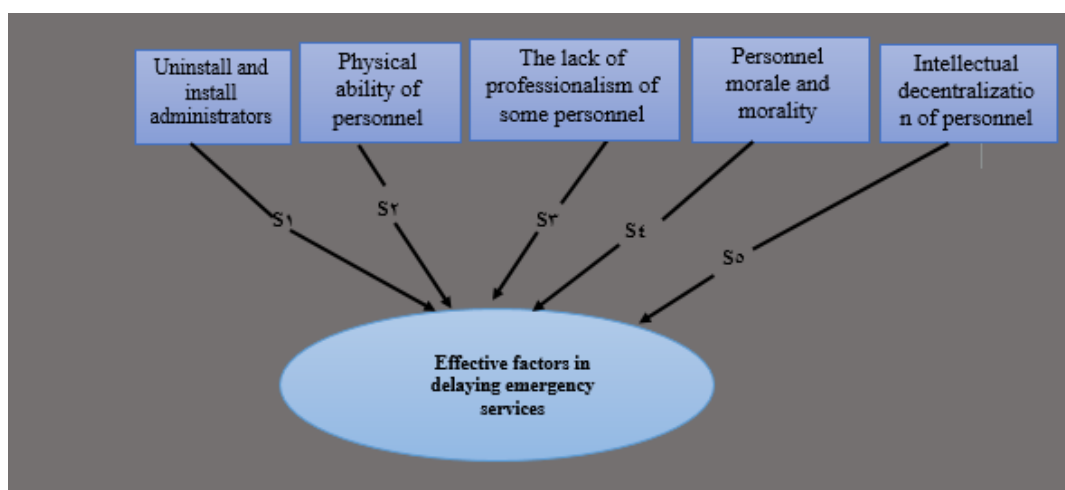 Uninstall and
install
administrators
Physical
ability of
personnel
The lack of
professionalism of
some personnel
Personnel
morale and
morality
Intellectual
decentralizatio
n of personnel
S۱
S۲
S۳
S٤
S۵
Effective factors in
delaying emergency
services